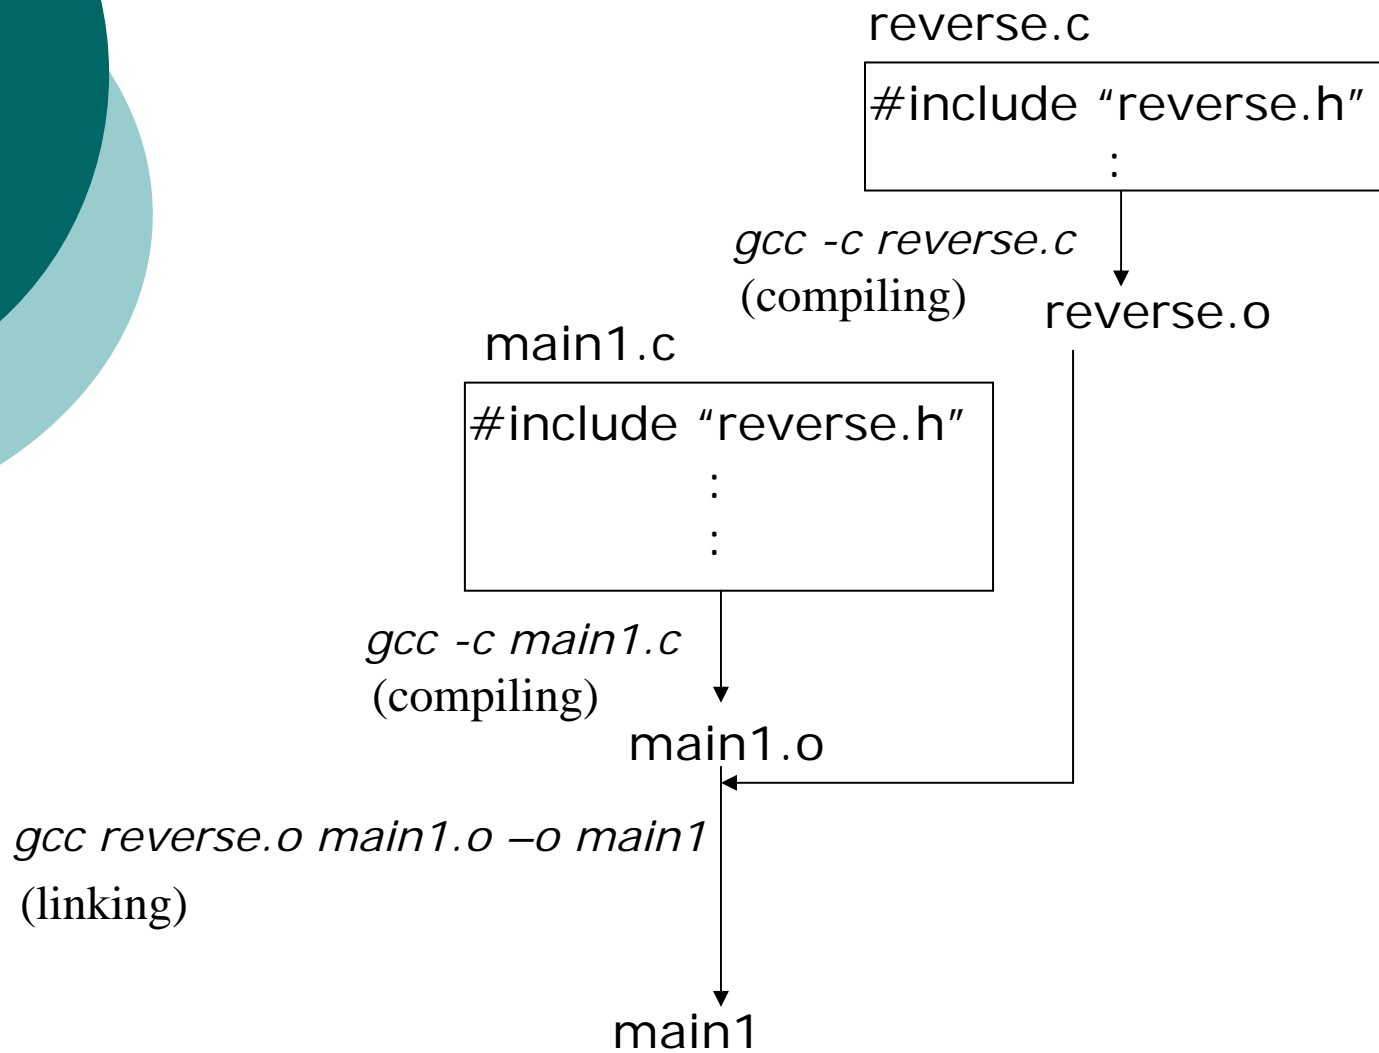 reverse.c
#include “reverse.h”
:
gcc -c reverse.c
(compiling)
reverse.o
main1.c
#include “reverse.h”
:
:
gcc -c main1.c
(compiling)
main1.o
gcc reverse.o main1.o –o main1
(linking)
main1